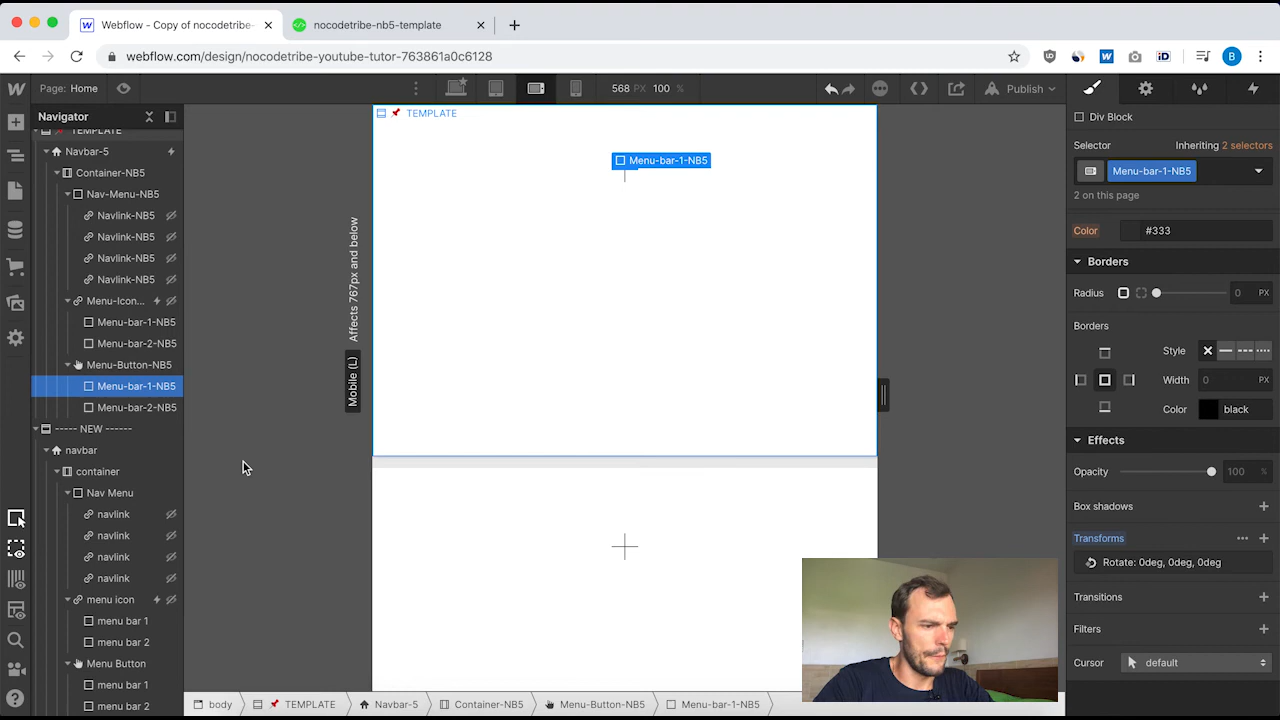 Webflow - Copy of nocodetribe-
nocodetribe-nb5-template
webflow.com/design/nocodetribe-youtube-tutor-763861a0c6128
Page: Home
568 PX 100 %
Publish
Navigator
TEMPLATE
Navbar-5
Container-NB5
Nav-Menu-NB5
Navlink-NB5
Navlink-NB5
Navlink-NB5
Navlink-NB5
Menu-Icon...
Menu-bar-1-NB5
Menu-bar-2-NB5
Menu-Button-NB5
Menu-bar-1-NB5
Menu-bar-2-NB5
----- NEW ------
navbar
container
Nav Menu
navlink
navlink
navlink
navlink
menu icon
menu bar 1
menu bar 2
Menu Button
menu bar 1
menu bar 2
Affects 767px and below
Mobile (L)
TEMPLATE
Menu-bar-1-NB5
Div Block
Selector
Inheriting 2 selectors
Menu-bar-1-NB5
2 on this page
Color
#333
Borders
Radius
0 PX
Borders
Style
Width
0 PX
Color
black
Effects
Opacity
100 %
Box shadows
Transforms
Rotate: 0deg, 0deg, 0deg
Transitions
Filters
Cursor
default
body
TEMPLATE
Navbar-5
Container-NB5
Menu-Button-NB5
Menu-bar-1-NB5